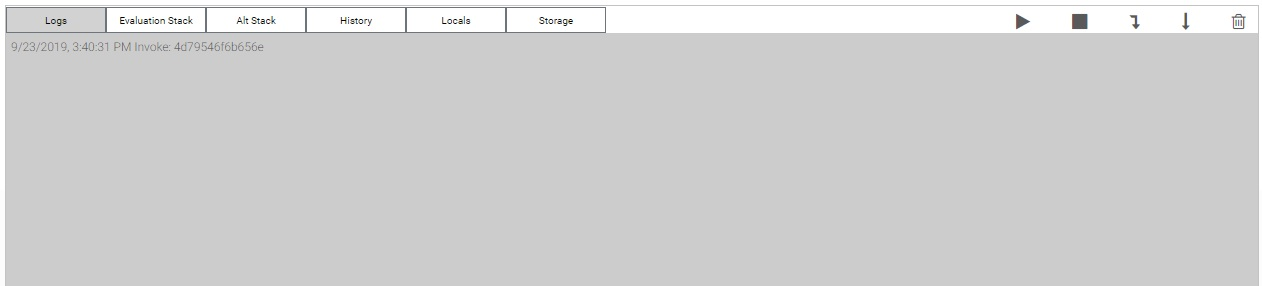 Logs Evaluation Stack Alt Stack History Locals Storage
9/23/2019, 3:40:31 PM Invoke: 4d79546f6b656e